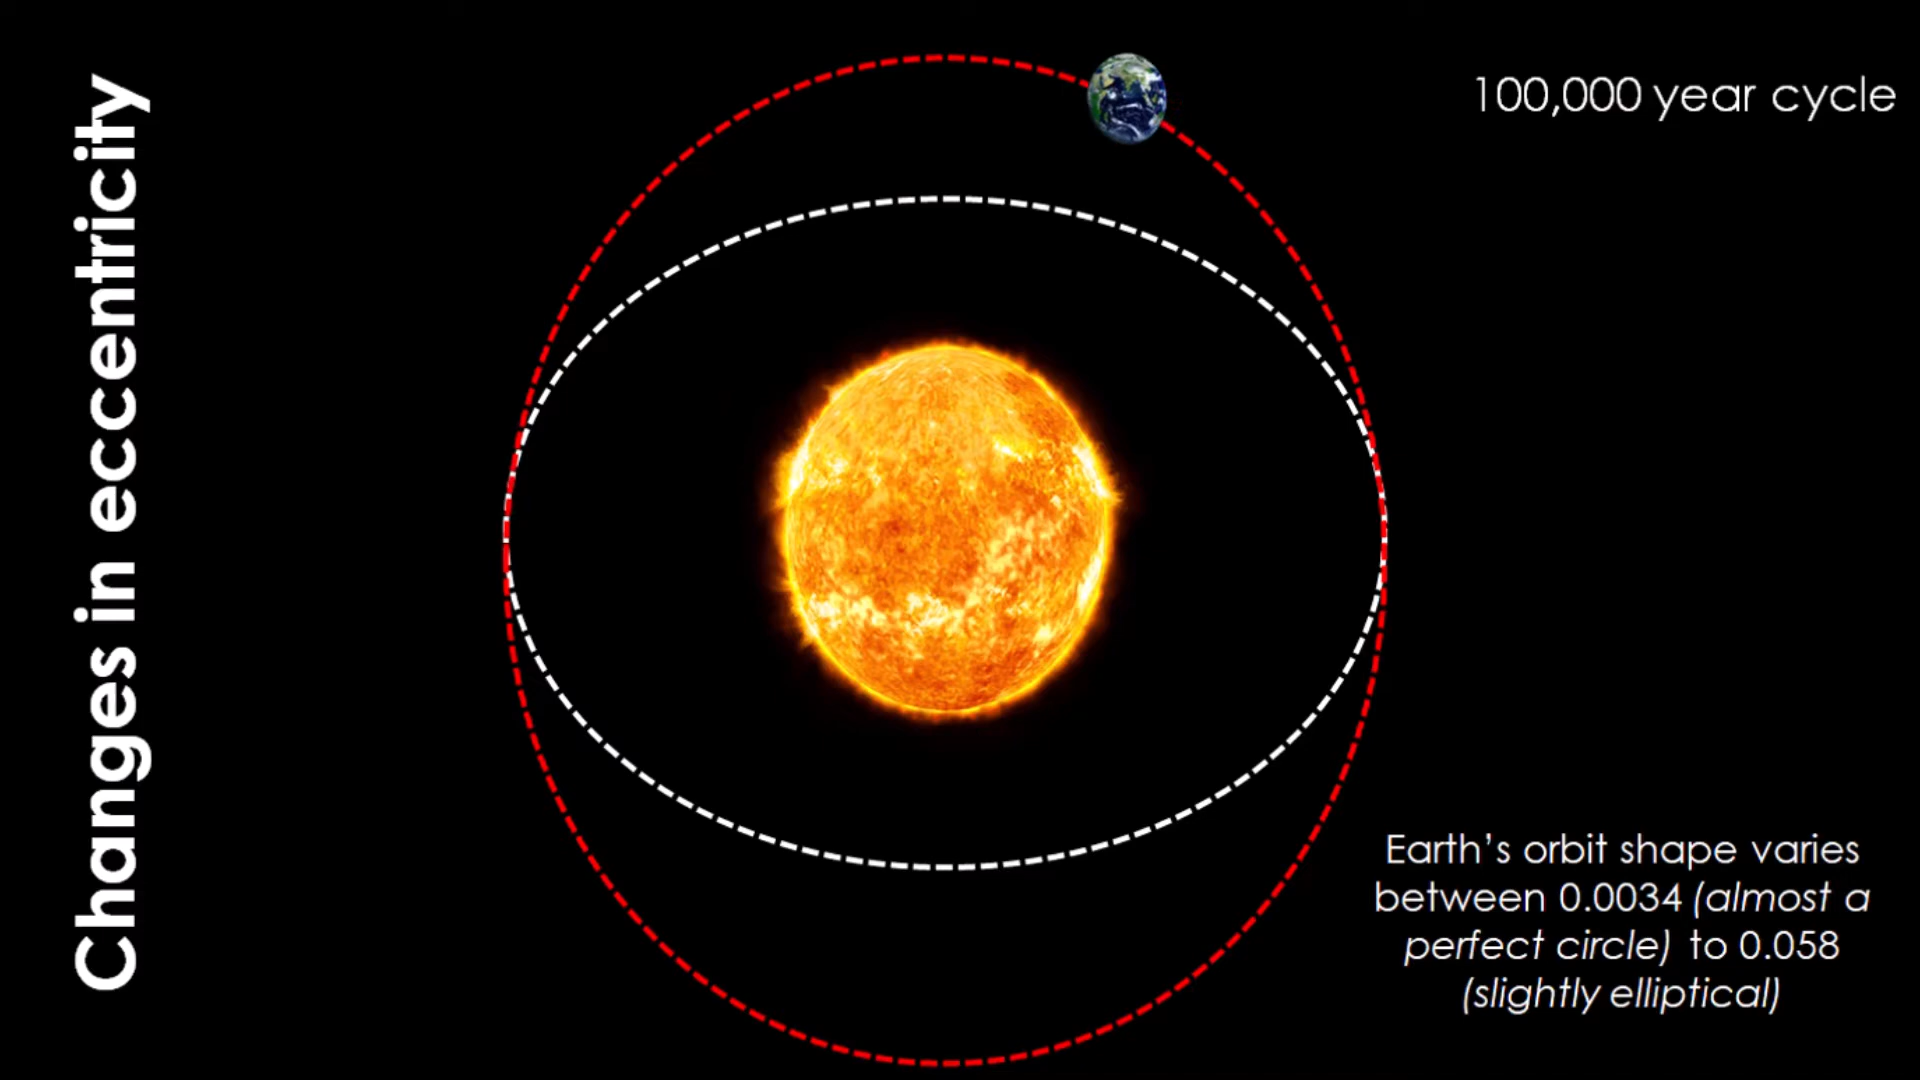 Changes in eccentricity
100,000 year cycle
Earth’s orbit shape varies
between 0.0034 (almost a
perfect circle) to 0.058
(slightly elliptical)